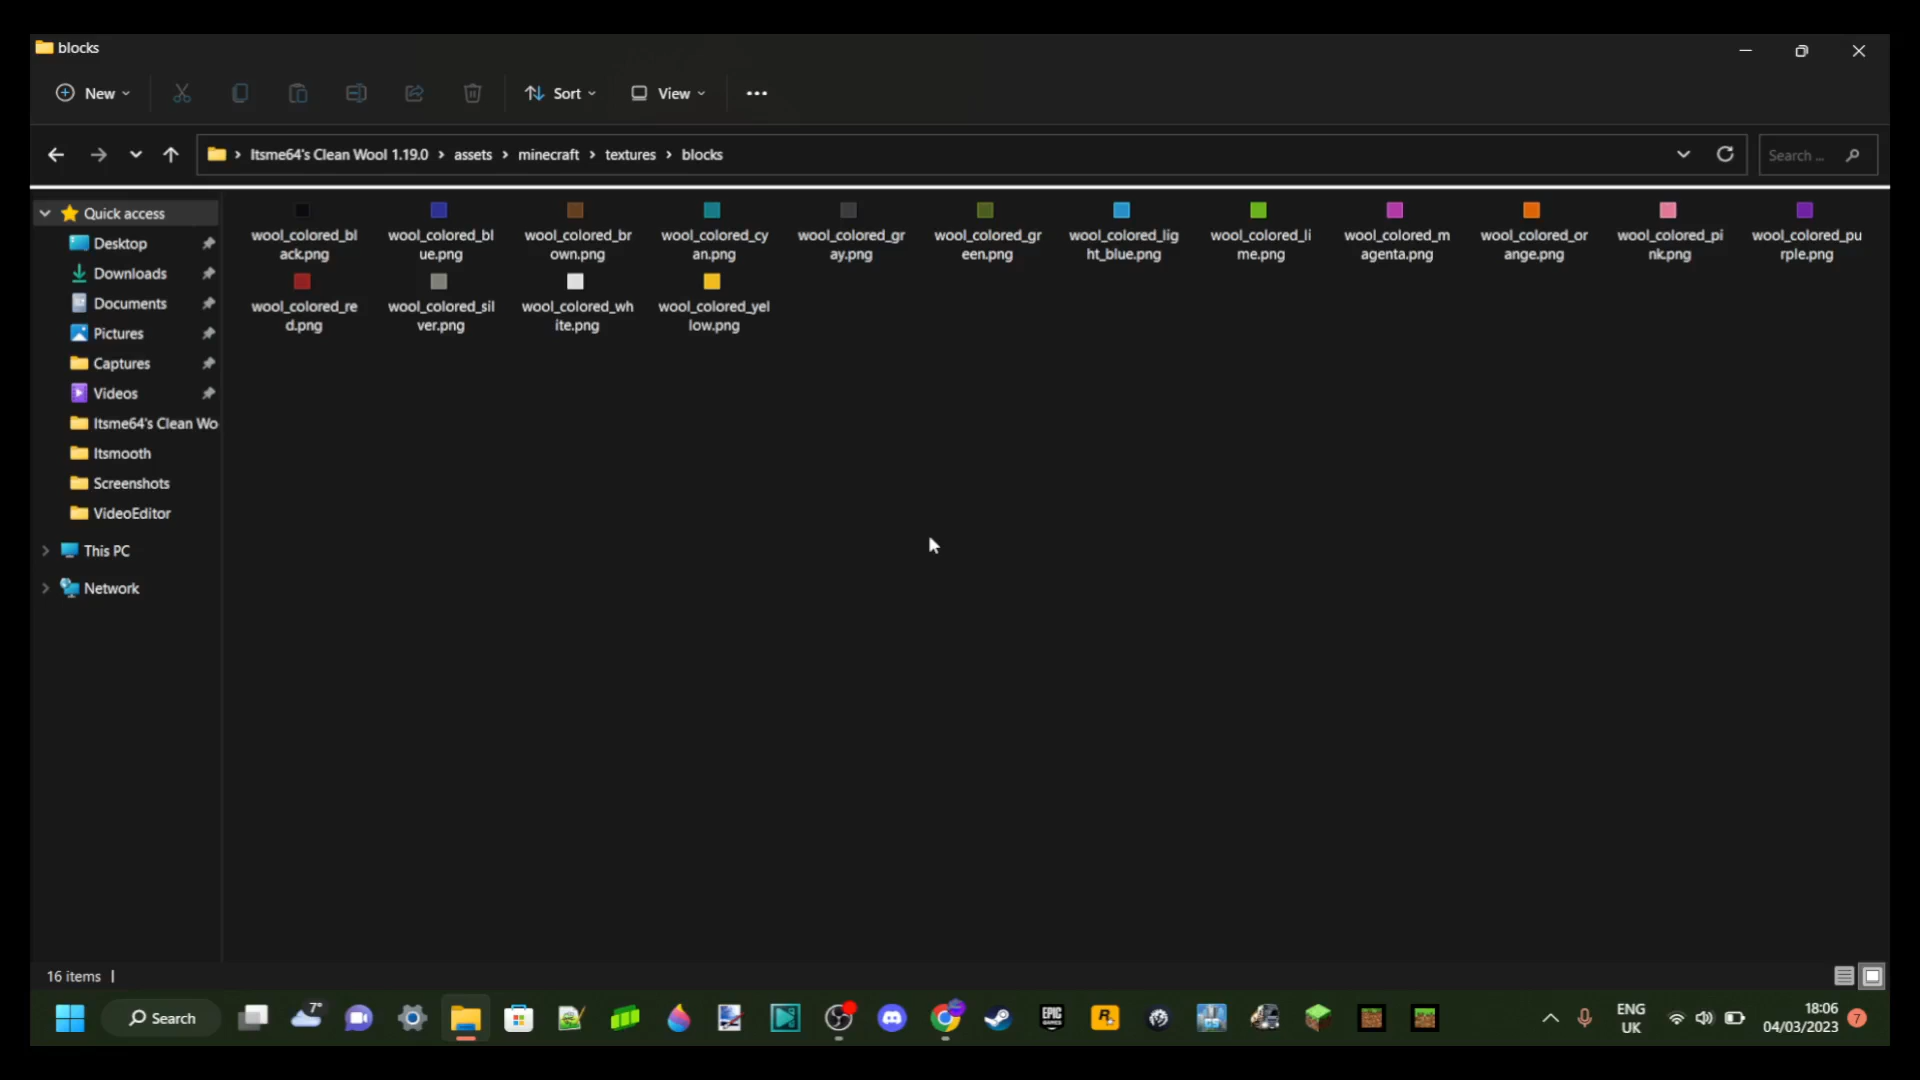 blocks
New
Sort
View
Itsme64's Clean Wool 1.19.0 > assets > minecraft > textures > blocks
Search ...
Quick access
Desktop
Downloads
Documents
Pictures
Captures
Videos
Itsme64's Clean Wo
Itsmooth
Screenshots
VideoEditor
This PC
Network
wool_colored_bl
ack.png
wool_colored_bl
ue.png
wool_colored_br
own.png
wool_colored_cy
an.png
wool_colored_gr
ay.png
wool_colored_gr
een.png
wool_colored_lig
ht_blue.png
wool_colored_li
me.png
wool_colored_m
agenta.png
wool_colored_or
ange.png
wool_colored_pi
nk.png
wool_colored_pu
rple.png
wool_colored_re
d.png
wool_colored_sil
ver.png
wool_colored_wh
ite.png
wool_colored_yel
low.png
16 items
Search
7°
EPIC
GAMES
R
ENG
UK
18:06
04/03/2023
7